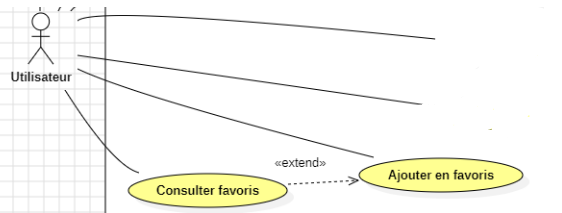 Utilisateur
«extend»
Ajouter en favoris
Consulter favoris